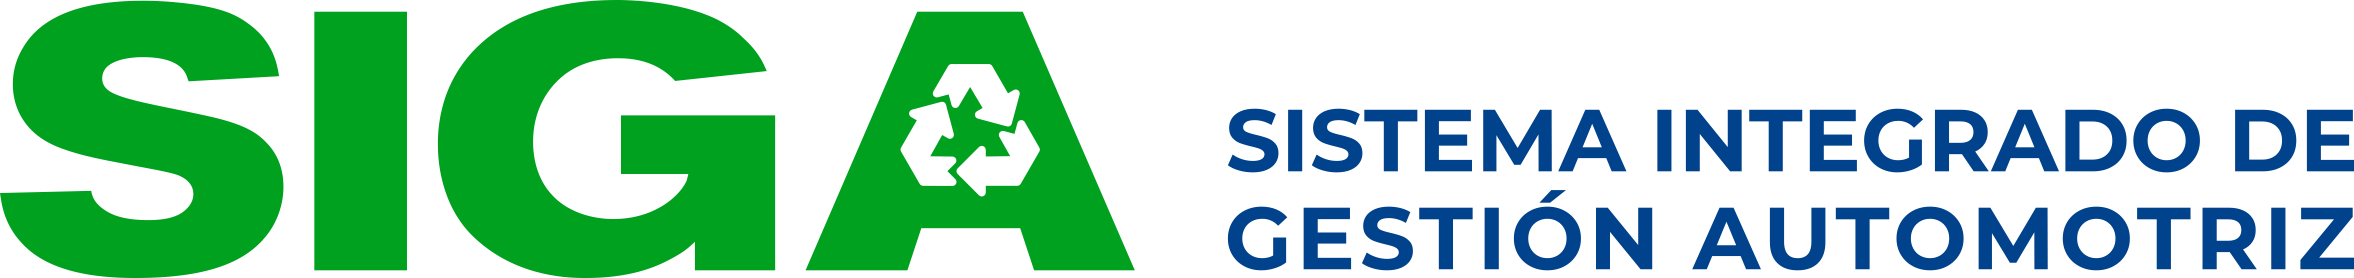 SIGA
SISTEMA INTEGRADO DE
GESTIÓN AUTOMOTRIZ